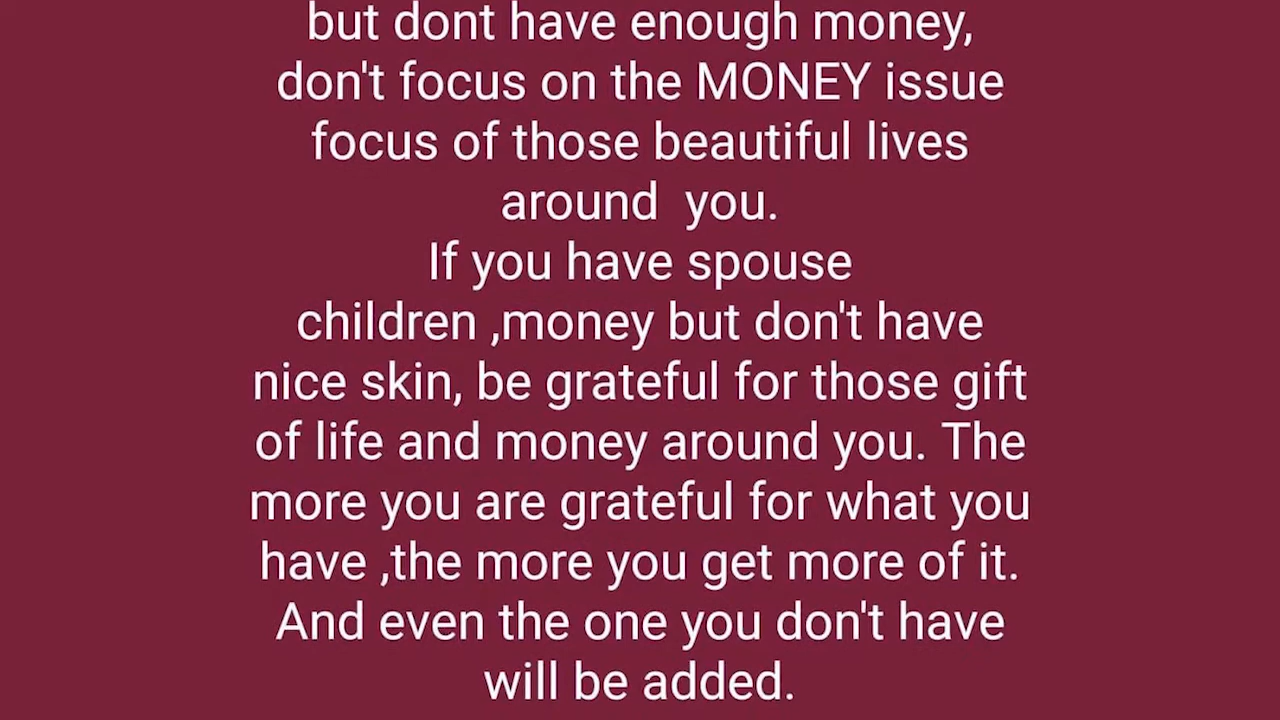 but dont have enough money,
don't focus on the MONEY issue
focus of those beautiful lives
around  you.
If you have spouse
children ,money but don't have
nice skin, be grateful for those gift
of life and money around you. The
more you are grateful for what you
have ,the more you get more of it.
And even the one you don't have
will be added.